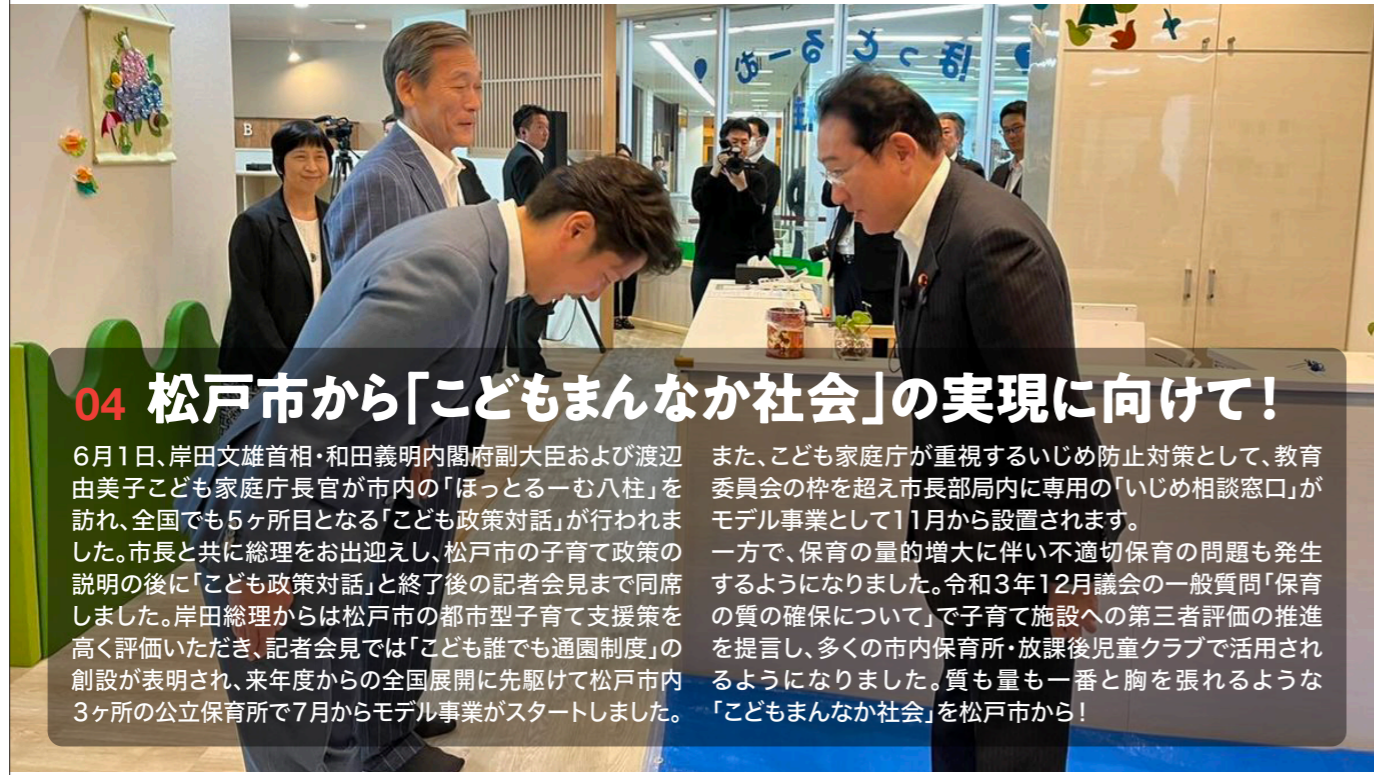 B
ほっとるーむ
04 松戸市から「こどもまんなか社会」の実現に向けて!
6月1日、岸田文雄首相・和田義明内閣府副大臣および渡辺
由美子こども家庭庁長官が市内の「ほっとるーむ八柱」を
訪れ、全国でも5ヶ所目となる「こども政策対話」が行われま
した。市長と共に総理をお出迎えし、松戸市の子育て政策の
説明の後に「こども政策対話」と終了後の記者会見まで同席
しました。岸田総理からは松戸市の都市型子育て支援策を
高く評価いただき、記者会見では「こども誰でも通園制度」の
創設が表明され、来年度からの全国展開に先駆けて松戸市内
3ヶ所の公立保育所で7月からモデル事業がスタートしました。
また、こども家庭庁が重視するいじめ防止対策として、教育
委員会の枠を超え市長部局内に専用の「いじめ相談窓口」が
モデル事業として11月から設置されます。
一方で、保育の量的増大に伴い不適切保育の問題も発生
するようになりました。令和3年12月議会の一般質問「保育
の質の確保について」で子育て施設への第三者評価の推進
を提言し、多くの市内保育所・放課後児童クラブで活用され
るようになりました。質も量も一番と胸を張れるような
「こどもまんなか社会」を松戸市から!